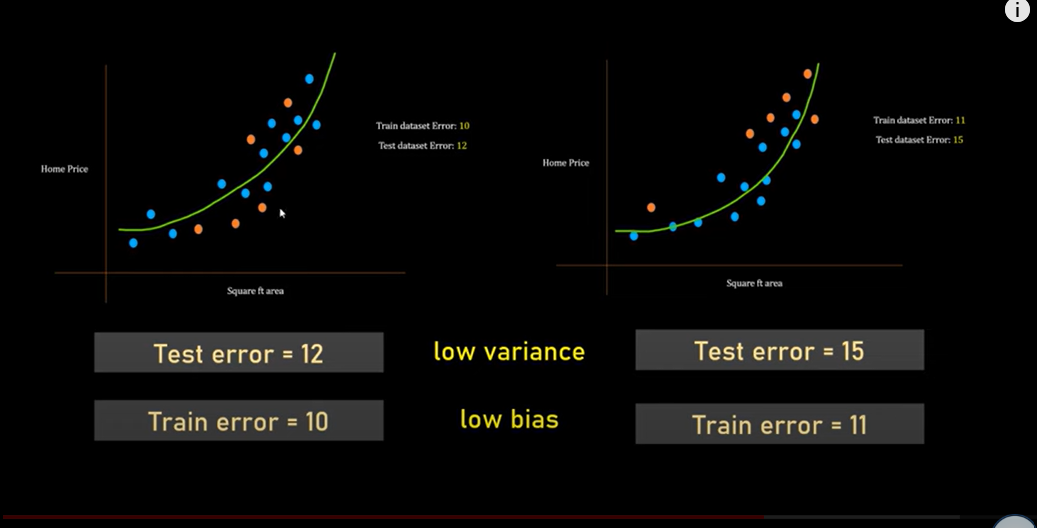 Train dataset Error: 10
Test dataset Error: 12
Home Price
Square ft area
Train dataset Error: 11
Test dataset Error: 15
Home Price
Square ft area
Test error = 12
low variance
Test error = 15
Train error = 10
low bias
Train error = 11